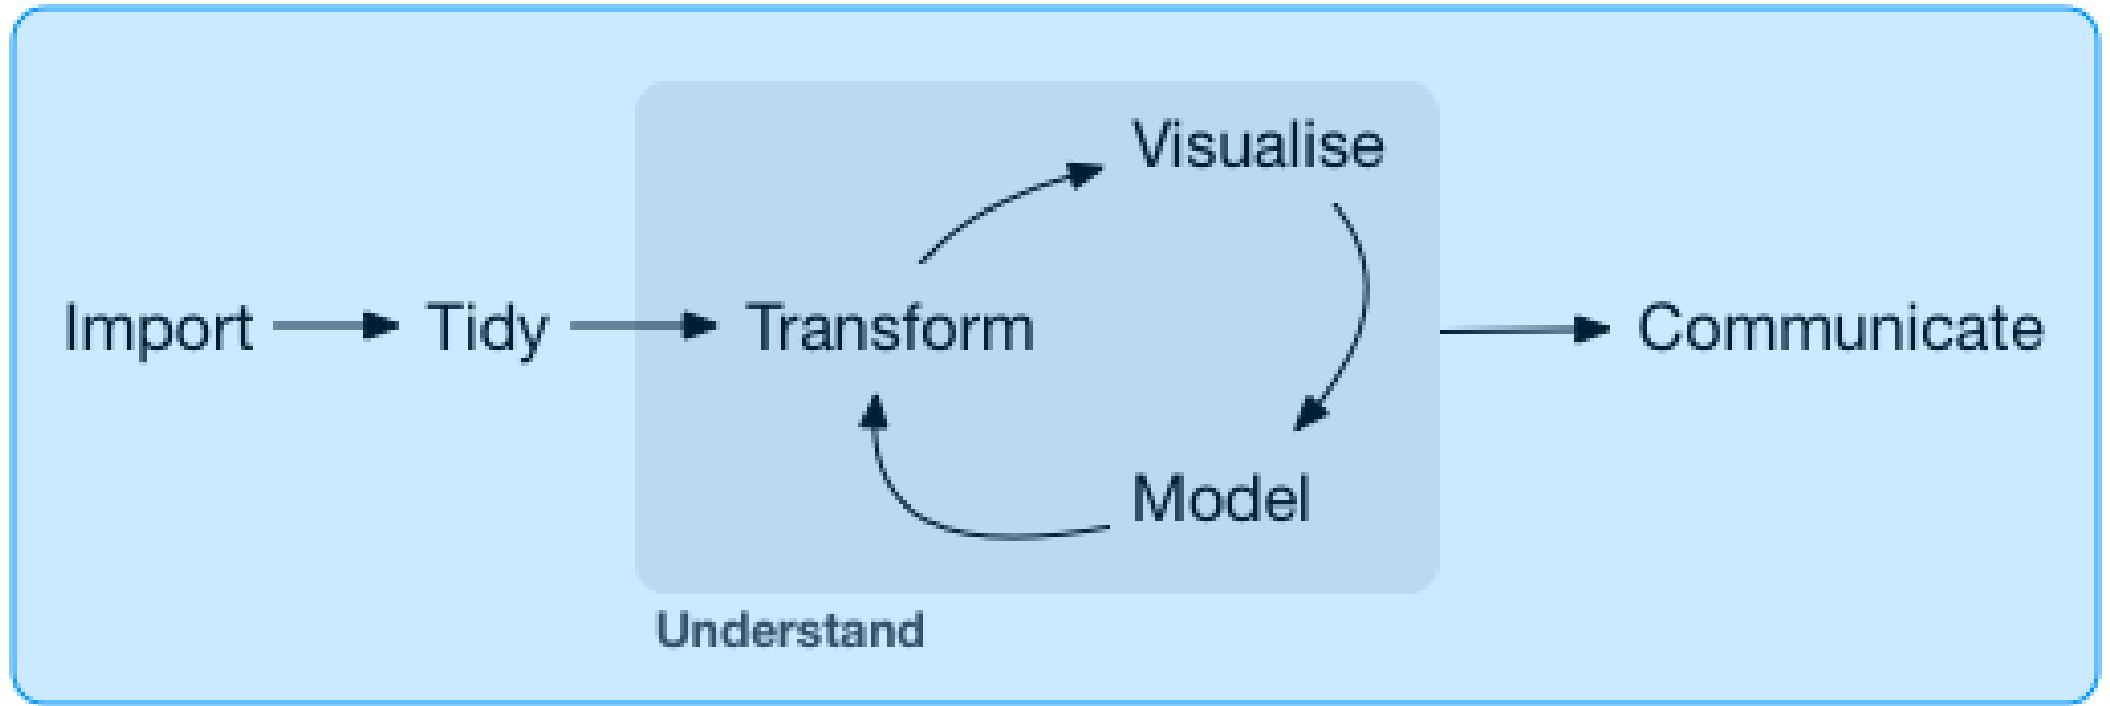 Visualise
Import
Tidy
Transform
Communicate
Model
Understand